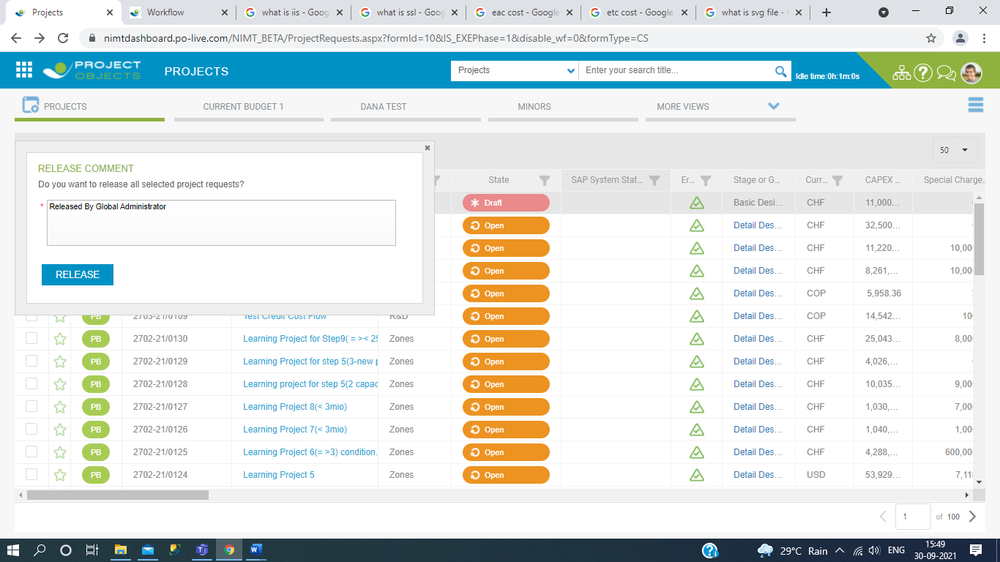 Projects
Workflow
what is iis - Goog
what is ssl - Goog
eac cost - Google
etc cost - Google
what is svg file - G
nimtdashboard.po-live.com/NIMT_BETA/ProjectRequests.aspx?formId=10&IS_EXEPhase=1&disable_wf=0&formType=CS
PROJECT OBJECTS
PROJECTS
Projects
Enter your search title...
Idle time:0h:1m:0s
PROJECTS
CURRENT BUDGET 1
DANA TEST
MINORS
MORE VIEWS
50
RELEASE COMMENT
Do you want to release all selected project requests?
* Released By Global Administrator
RELEASE
State SAP System Stat... Er... Stage or G... Curr... CAPEX ... Special Charge
Draft Basic Desi... CHF 11,000...
Open Detail Des... CHF 32,500...
Open Detail Des... CHF 11,220... 10,00
Open Detail Des... CHF 8,261,... 10,00
Open Detail Des... COP 5,958.36
PB 2703-21/0109 Test Credit Cost Flow R&D Open Detail Des... COP 14,542... 10
PB 2702-21/0130 Learning Project for Step9( = >< 25 Zones Open Detail Des... CHF 25,043... 8,00
PB 2702-21/0129 Learning Project for step 5(3-new p Zones Open Detail Des... CHF 4,026,...
PB 2702-21/0128 Learning project for step 5(2 capac Zones Open Detail Des... CHF 10,035... 9,00
PB 2702-21/0127 Learning Project 8(< 3mio) Zones Open Detail Des... CHF 1,030,... 7,00
PB 2702-21/0126 Learning Project 7(< 3mio) Zones Open Detail Des... CHF 1,040,... 1,00
PB 2702-21/0125 Learning Project 6(= >3) condition. Zones Open Detail Des... CHF 4,288,... 600,00
PB 2702-21/0124 Learning Project 5 Zones Open Detail Des... USD 53,929... 7,11
1 of 100
29°C Rain ENG 15:49
30-09-2021